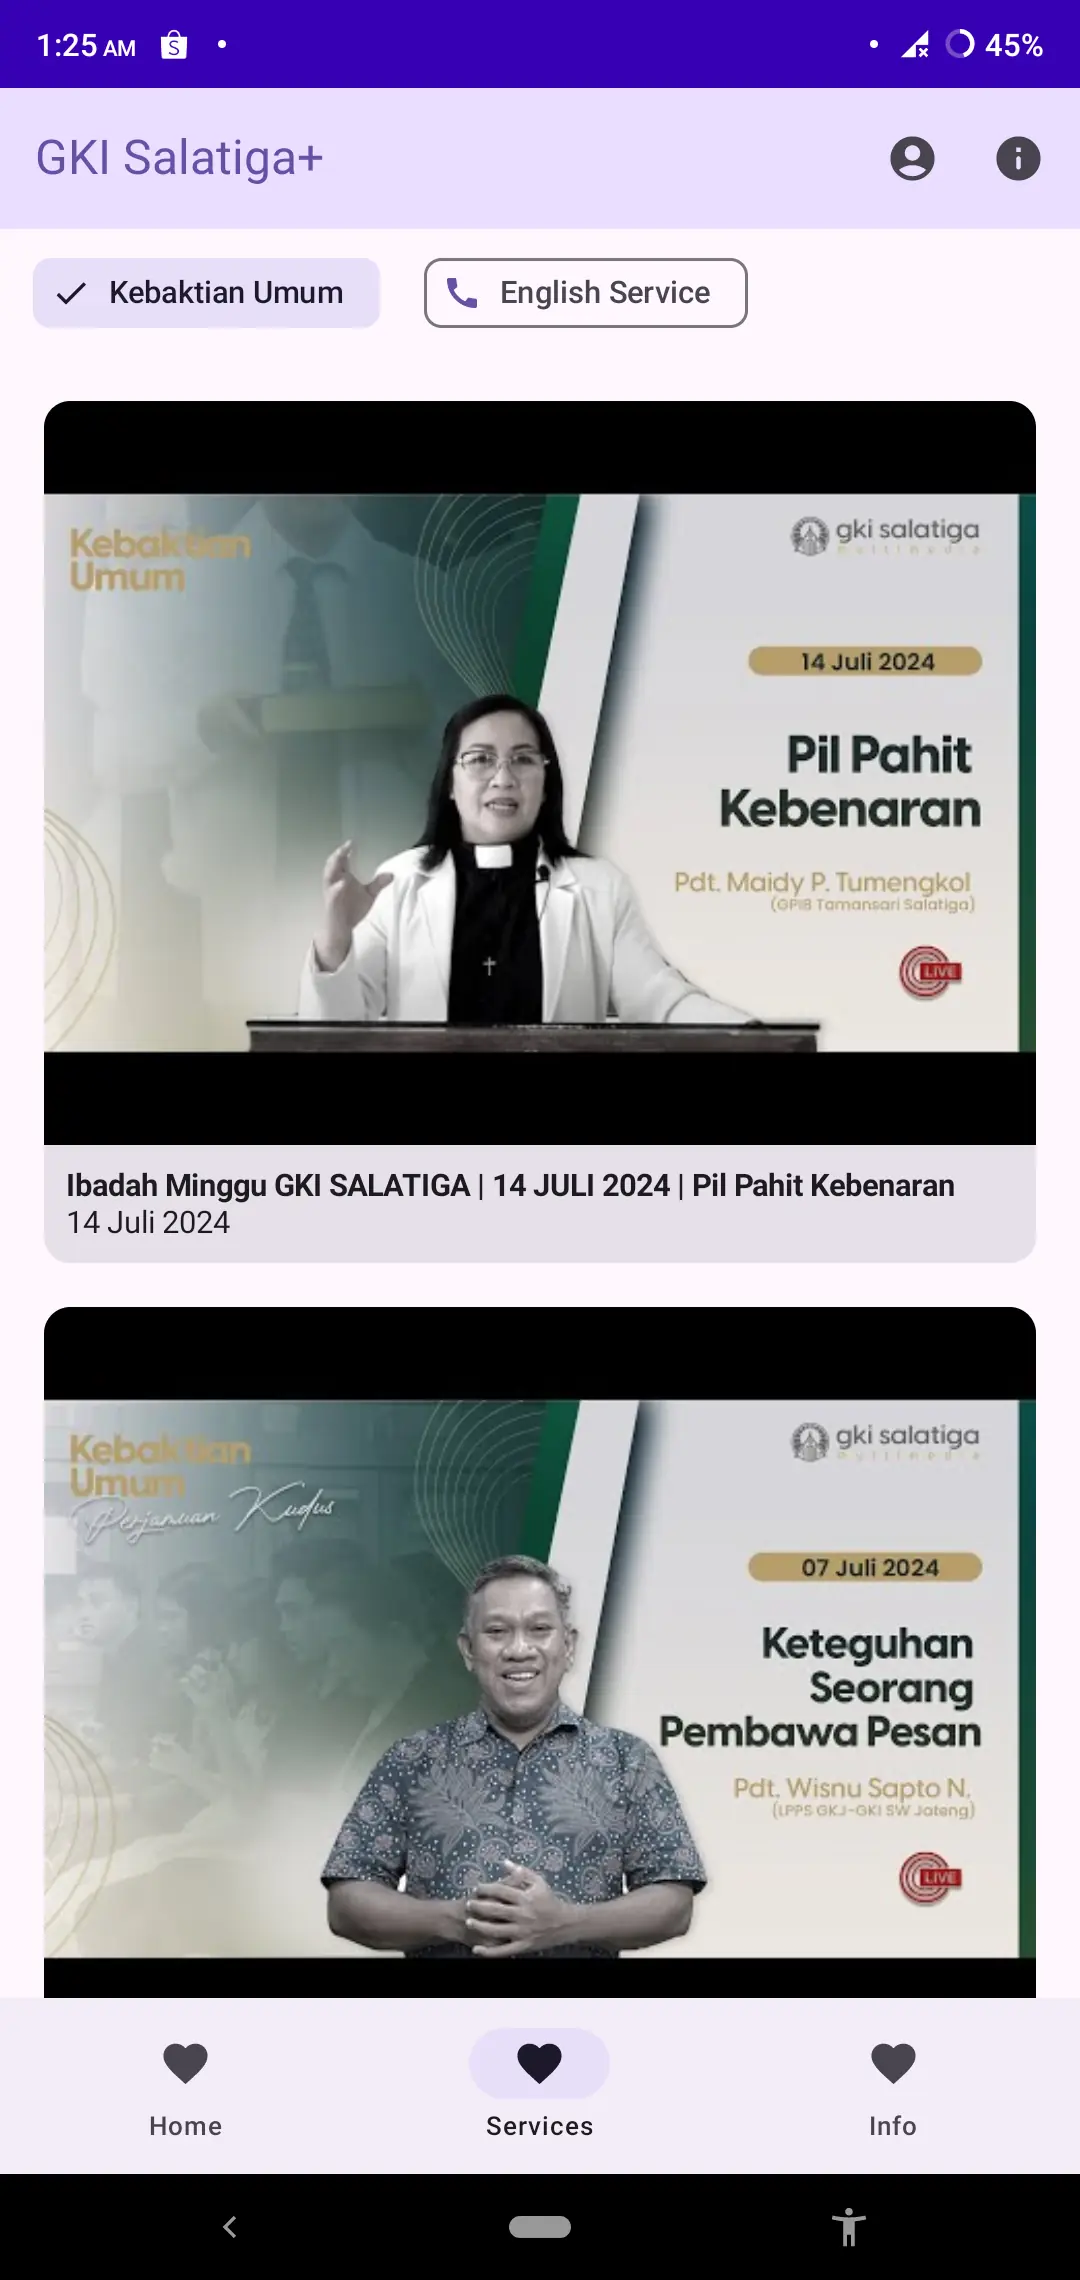 1:25 AM
45%
GKI Salatiga+
Kebaktian Umum
English Service
Kebaktian
Umum
gki salatiga
multimedia
14 Juli 2024
Pil Pahit
Kebenaran
Pdt. Maidy P. Tumengkol
(GPIB Tamansari Salatiga)
LIVE
Ibadah Minggu GKI SALATIGA | 14 JULI 2024 | Pil Pahit Kebenaran
14 Juli 2024
Kebaktian
Umum
Perjamuan Kudus
gki salatiga
multimedia
07 Juli 2024
Keteguhan
Seorang
Pembawa Pesan
Pdt. Wisnu Sapto N.
(LPPS GKJ-GKI SW Jateng)
LIVE
Home
Services
Info